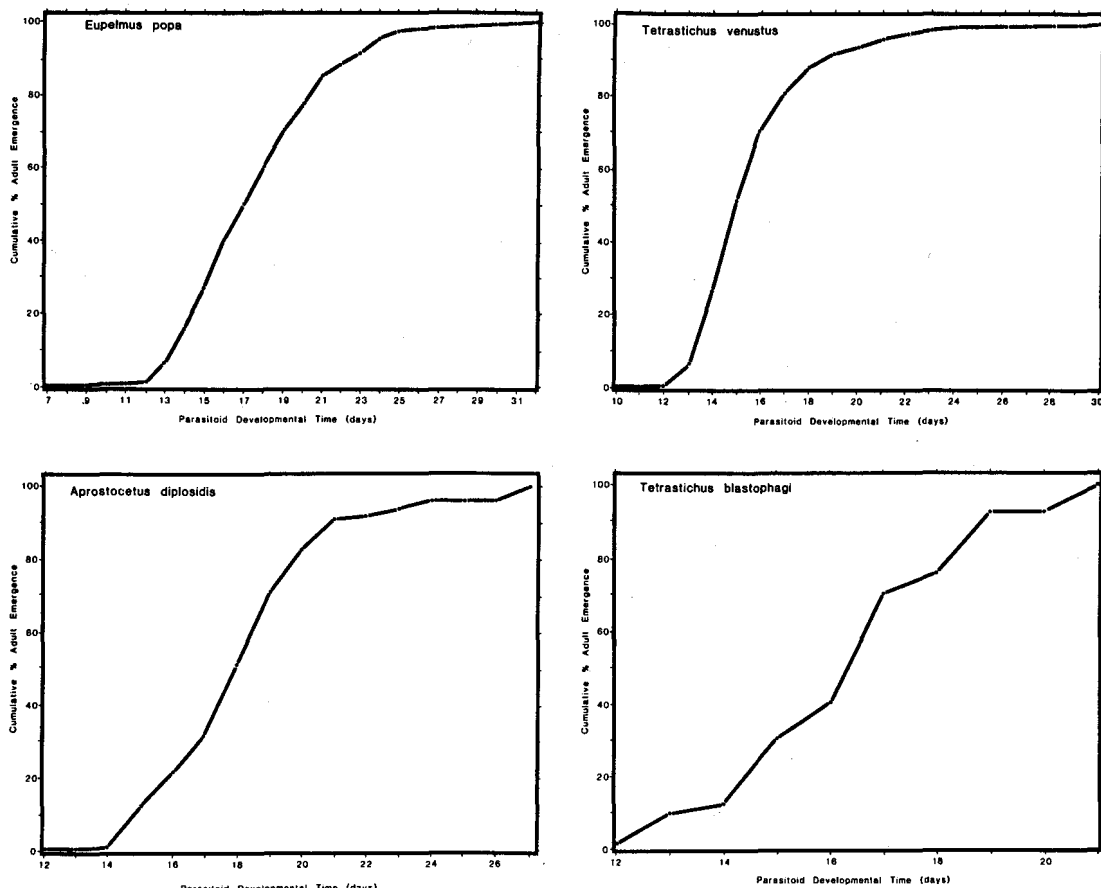 Eupelmus popa
100
80
60
40
20
0
Cumulative % Adult Emergence
7 .9 11 13 15 17 19 21 23 25 27 29 31
Parasitoid Developmental Time (days)
Tetrastichus venustus
100
80
60
40
20
0
Cumulative % Adult Emergence
10 12 14 16 18 20 22 24 26 28 30
Parasitoid Developmental Time (days)
Aprostocetus diplosidis
100
80
60
40
20
0
Cumulative % Adult Emergence
12 14 16 18 20 22 24 26
Parasitoid Developmental Time (days)
Tetrastichus blastophagi
100
80
60
40
20
0
Cumulative % Adult Emergence
12 14 16 18 20
Parasitoid Developmental Time (days)